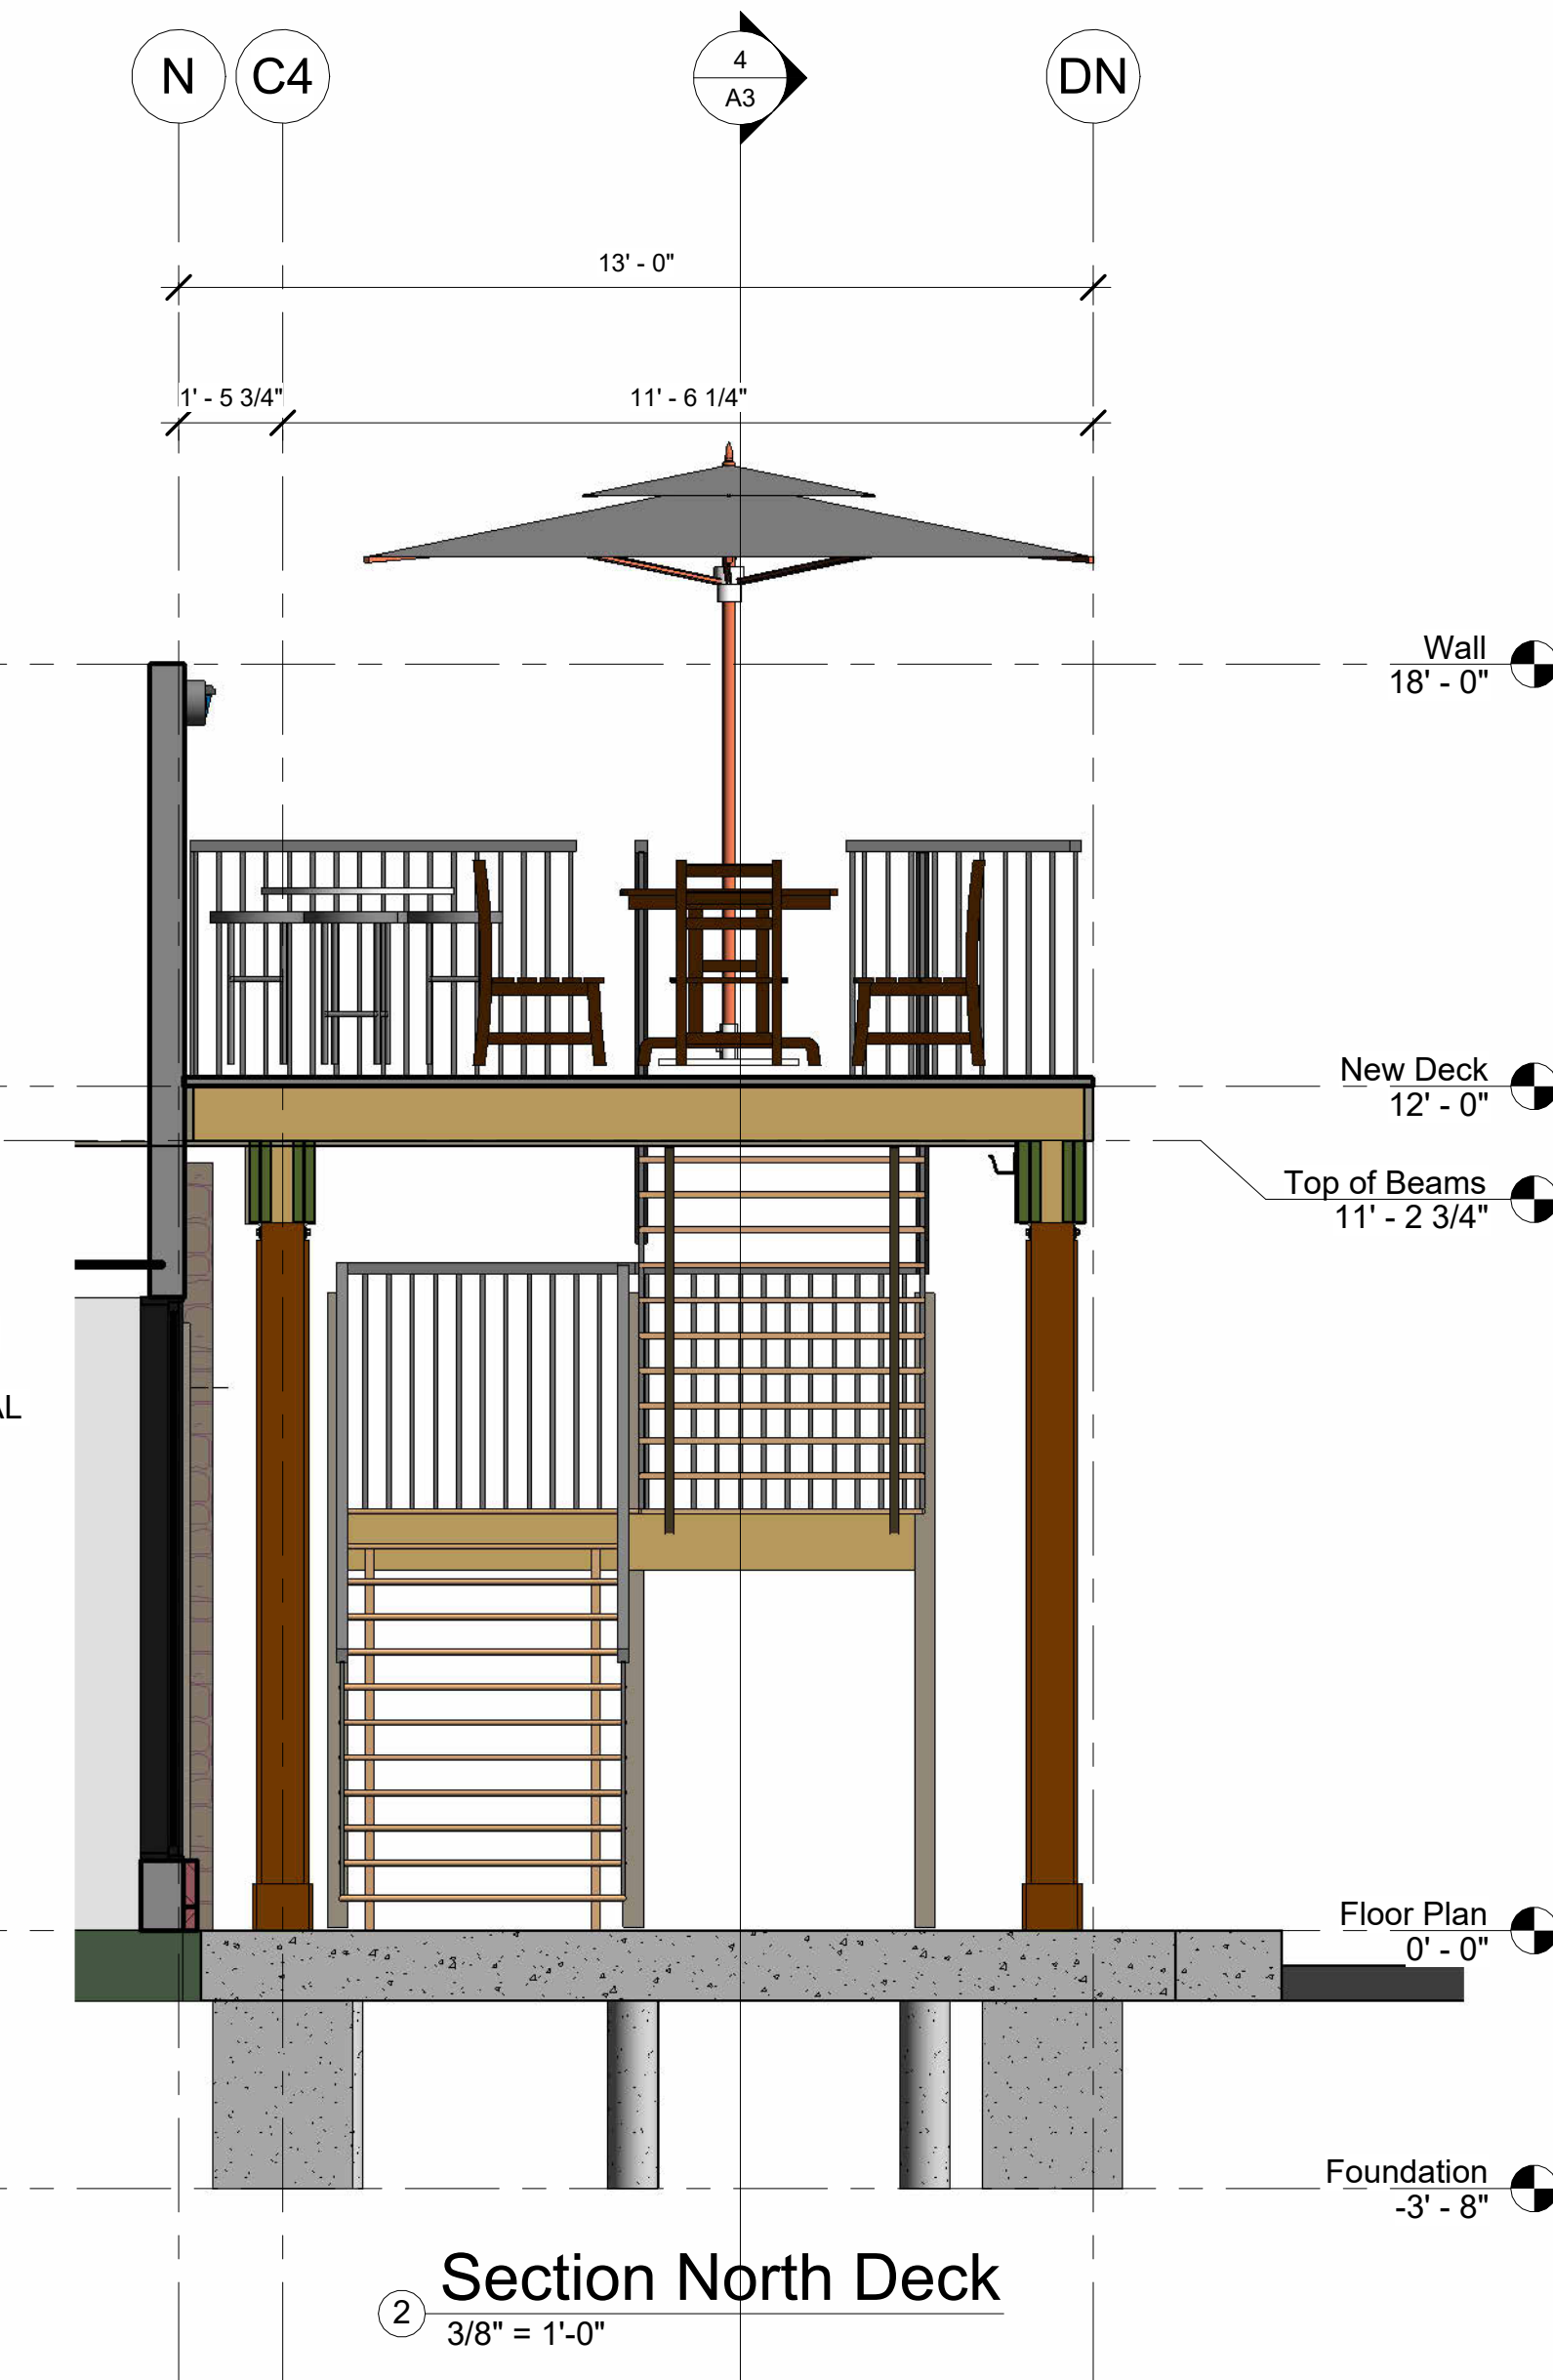 N
C4
4
A3
DN
13' - 0"
1' - 5 3/4"
11' - 6 1/4"
Wall
18' - 0"
New Deck
12' - 0"
Top of Beams
11' - 2 3/4"
AL
Floor Plan
0' - 0"
Foundation
-3' - 8"
Section North Deck
2
3/8" = 1'-0"